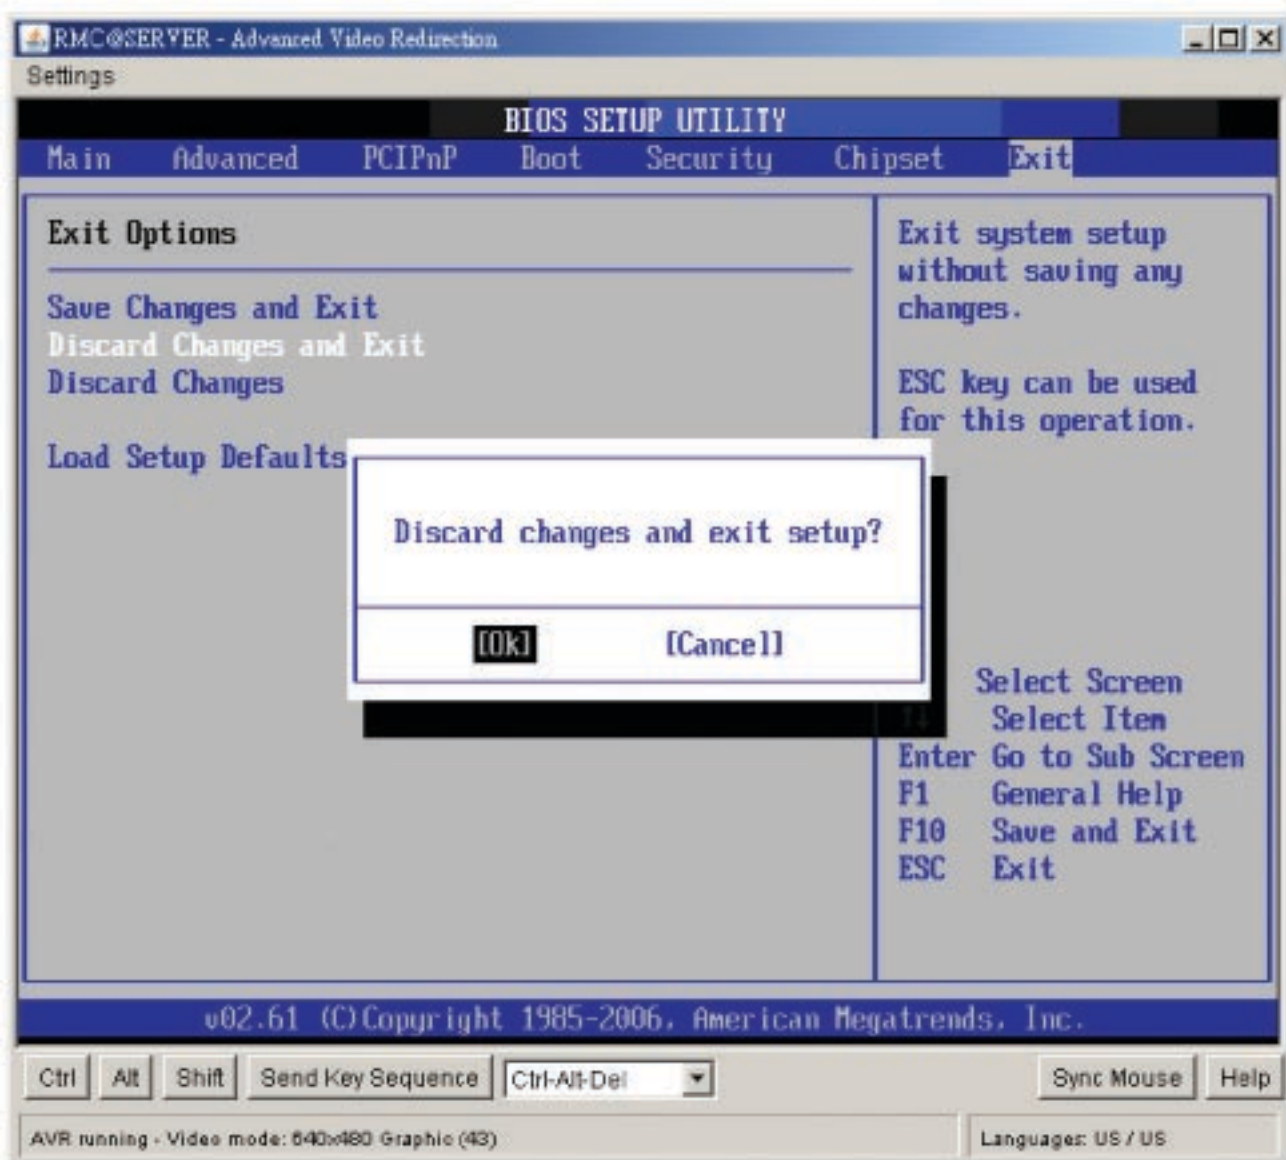 RMC@SERVER - Advanced Video Redirection
Settings
BIOS SETUP UTILITY
Main Advanced PCIPnP Boot Security Chipset Exit
Exit Options
Save Changes and Exit
Discard Changes and Exit
Discard Changes
Load Setup Defaults
Exit system setup
without saving any
changes.
ESC key can be used
for this operation.
Discard changes and exit setup?
[Ok] [Cancel]
Select Screen
↑↓ Select Item
Enter Go to Sub Screen
F1 General Help
F10 Save and Exit
ESC Exit
v02.61 (C)Copyright 1985-2006, American Megatrends, Inc.
Ctrl Alt Shift Send Key Sequence Ctrl-Alt-Del Sync Mouse Help
AVR running - Video mode: 640x480 Graphic (43) Languages: US / US